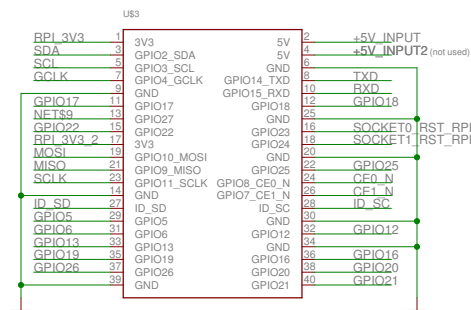 U$3
RPI_3V3 1 3V3 5V 2 +5V_INPUT
SDA 3 GPIO2_SDA 5V 4 +5V_INPUT2 (not used)
SCL 5 GPIO3_SCL GND 6
GCLK 7 GPIO4_GCLK GPIO14_TXD 8 TXD
9 GND GPIO15_RXD 10 RXD
GPIO17 11 GPIO17 GPIO18 12 GPIO18
NET$9 13 GPIO27 GND 25
GPIO22 15 GPIO22 GPIO23 16 SOCKET0_RST_RPI
RPI_3V3_2 17 3V3 GPIO24 18 SOCKET1_RST_RPI
MOSI 19 GPIO10_MOSI GND 20
MISO 21 GPIO9_MISO GPIO25 22 GPIO25
SCLK 23 GPIO11_SCLK GPIO8_CE0_N 24 CE0_N
14 GND GPIO7_CE1_N 26 CE1_N
ID_SD 27 ID_SD ID_SC 28 ID_SC
GPIO5 29 GPIO5 GND 30
GPIO6 31 GPIO6 GPIO12 32 GPIO12
GPIO13 33 GPIO13 GND 34
GPIO19 35 GPIO19 GPIO16 36 GPIO16
GPIO26 37 GPIO26 GPIO20 38 GPIO20
39 GND GPIO21 40 GPIO21